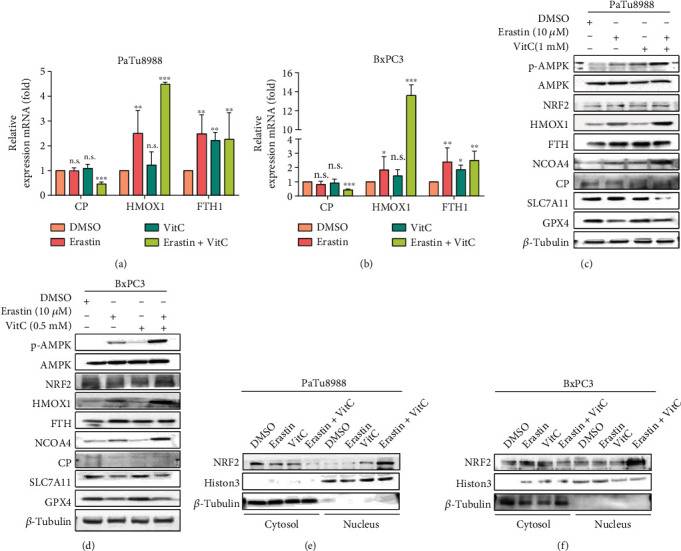 PaTu8988
Relative
expression mRNA (fold)
5
4
3
2
1
0
n.s.
n.s.
***
**
n.s.
***
**
**
**
CP
HMOX1
FTH1
DMSO
VitC
Erastin
Erastin + VitC
(a)
BxPC3
Relative
expression mRNA (fold)
16
14
12
10
3
2
1
0
n.s.
n.s.
***
*
n.s.
***
**
*
**
CP
HMOX1
FTH1
DMSO
VitC
Erastin
Erastin + VitC
(b)
PaTu8988
DMSO + – – –
Erastin (10 μM) – + – +
VitC(1 mM) – – + +
p-AMPK
AMPK
NRF2
HMOX1
FTH
NCOA4
CP
SLC7A11
GPX4
β-Tubulin
(c)
BxPC3
DMSO + – – –
Erastin (10 μM) – + – +
VitC (0.5 mM) – – + +
p-AMPK
AMPK
NRF2
HMOX1
FTH
NCOA4
CP
SLC7A11
GPX4
β-Tubulin
(d)
PaTu8988
DMSO Erastin VitC Erastin + VitC DMSO Erastin VitC Erastin + VitC
NRF2
Histon3
β-Tubulin
Cytosol Nucleus
(e)
BxPC3
DMSO Erastin VitC Erastin + VitC DMSO Erastin VitC Erastin + VitC
NRF2
Histon3
β-Tubulin
Cytosol Nucleus
(f)